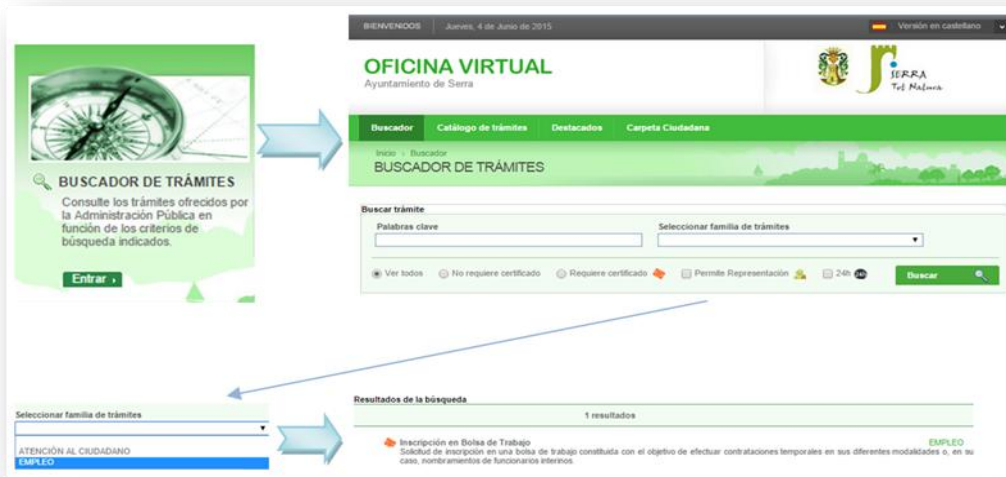 BIENVENIDOS
Jueves, 4 de Junio de 2015
Versión en castellano
OFICINA VIRTUAL
Ayuntamiento de Serra
SERRA
Tot Natura
Buscador Catálogo de trámites Destacados Carpeta Ciudadana
Inicio › Buscador
BUSCADOR DE TRÁMITES
BUSCADOR DE TRÁMITES
Consulte los trámites ofrecidos por
la Administración Pública en
función de los criterios de
búsqueda indicados.
Entrar ›
Buscar trámite
Palabras clave
Seleccionar familia de trámites
Ver todos No requiere certificado Requiere certificado Permite Representación 24h Buscar
Seleccionar familia de trámites
ATENCIÓN AL CIUDADANO
EMPLEO
Resultados de la búsqueda
1 resultados
Inscripción en Bolsa de Trabajo EMPLEO
Solicitud de inscripción en una bolsa de trabajo constituida con el objetivo de efectuar contrataciones temporales en sus diferentes modalidades o, en su
caso, nombramientos de funcionarios interinos.